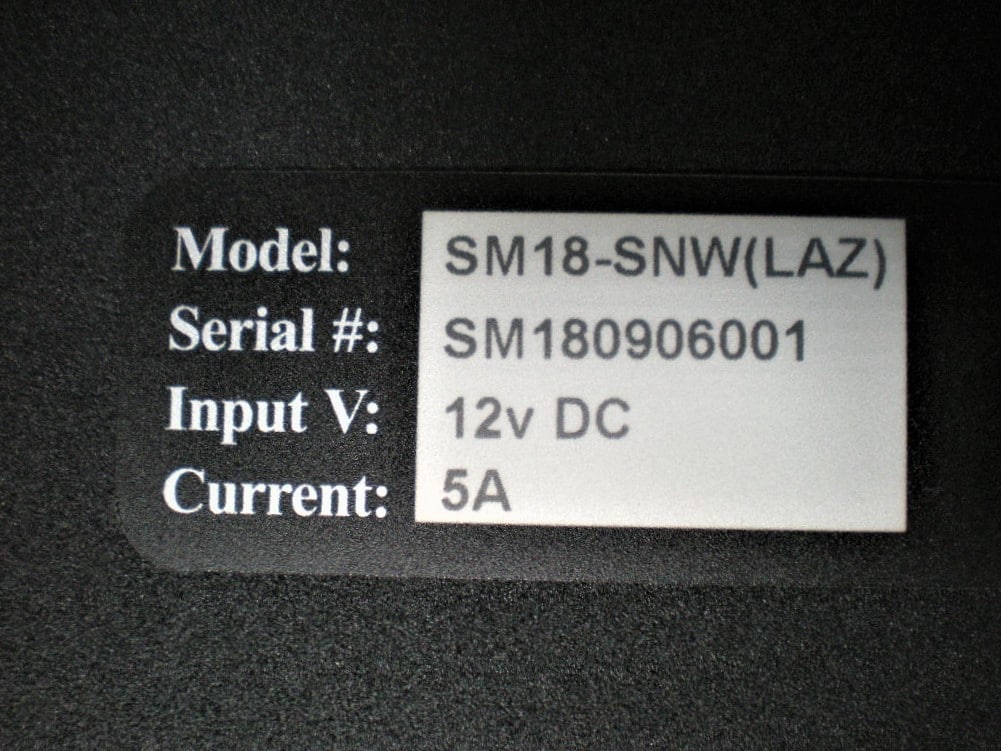 Model: SM18-SNW(LAZ)
Serial #: SM180906001
Input V: 12v DC
Current: 5A